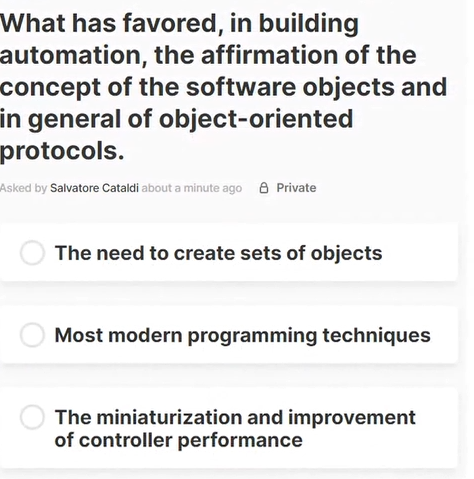 What has favored, in building
automation, the affirmation of the
concept of the software objects and
in general of object-oriented
protocols.
Asked by Salvatore Cataldi about a minute ago Private
The need to create sets of objects
Most modern programming techniques
The miniaturization and improvement
of controller performance